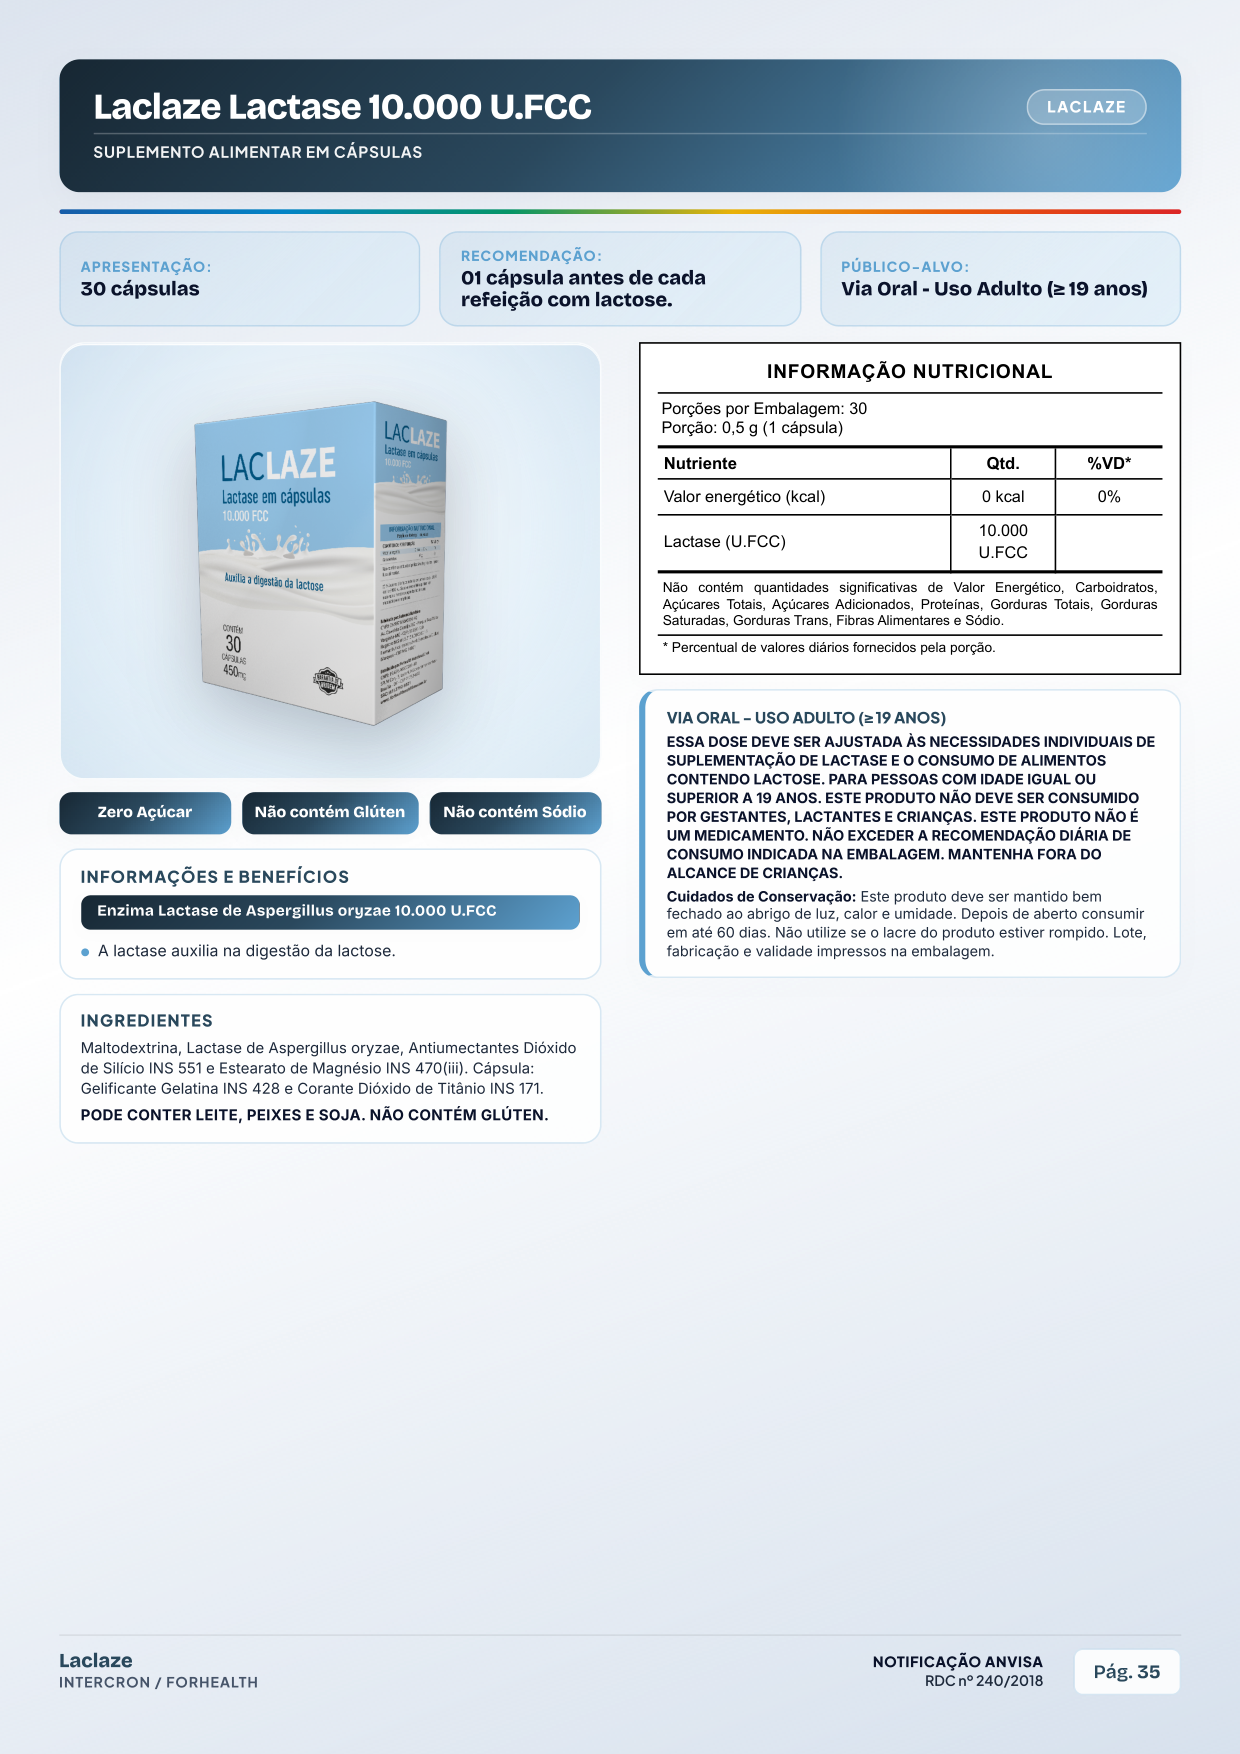 Laclaze Lactase 10.000 U.FCC
LACLAZE
SUPLEMENTO ALIMENTAR EM CÁPSULAS
APRESENTAÇÃO:
30 cápsulas
RECOMENDAÇÃO:
01 cápsula antes de cada
refeição com lactose.
PÚBLICO-ALVO:
Via Oral - Uso Adulto (≥ 19 anos)
LACLAZE
Lactase em cápsulas
10.000 FCC
Auxilia a digestão da lactose
CONTÉM
30
CÁPSULAS
450mg
LACLAZE
Lactase em cápsulas
10.000 FCC
INFORMAÇÃO NUTRICIONAL
Zero Açúcar
Não contém Glúten
Não contém Sódio
INFORMAÇÕES E BENEFÍCIOS
Enzima Lactase de Aspergillus oryzae 10.000 U.FCC
A lactase auxilia na digestão da lactose.
INGREDIENTES
Maltodextrina, Lactase de Aspergillus oryzae, Antiumectantes Dióxido
de Silício INS 551 e Estearato de Magnésio INS 470(iii). Cápsula:
Gelificante Gelatina INS 428 e Corante Dióxido de Titânio INS 171.
PODE CONTER LEITE, PEIXES E SOJA. NÃO CONTÉM GLÚTEN.
INFORMAÇÃO NUTRICIONAL
Porções por Embalagem: 30
Porção: 0,5 g (1 cápsula)
Nutriente Qtd. %VD*
Valor energético (kcal) 0 kcal 0%
Lactase (U.FCC) 10.000
U.FCC
Não contém quantidades significativas de Valor Energético, Carboidratos,
Açúcares Totais, Açúcares Adicionados, Proteínas, Gorduras Totais, Gorduras
Saturadas, Gorduras Trans, Fibras Alimentares e Sódio.
* Percentual de valores diários fornecidos pela porção.
VIA ORAL - USO ADULTO (≥ 19 ANOS)
ESSA DOSE DEVE SER AJUSTADA ÀS NECESSIDADES INDIVIDUAIS DE
SUPLEMENTAÇÃO DE LACTASE E O CONSUMO DE ALIMENTOS
CONTENDO LACTOSE. PARA PESSOAS COM IDADE IGUAL OU
SUPERIOR A 19 ANOS. ESTE PRODUTO NÃO DEVE SER CONSUMIDO
POR GESTANTES, LACTANTES E CRIANÇAS. ESTE PRODUTO NÃO É
UM MEDICAMENTO. NÃO EXCEDER A RECOMENDAÇÃO DIÁRIA DE
CONSUMO INDICADA NA EMBALAGEM. MANTENHA FORA DO
ALCANCE DE CRIANÇAS.
Cuidados de Conservação: Este produto deve ser mantido bem
fechado ao abrigo de luz, calor e umidade. Depois de aberto consumir
em até 60 dias. Não utilize se o lacre do produto estiver rompido. Lote,
fabricação e validade impressos na embalagem.
Laclaze
INTERCRON / FORHEALTH
NOTIFICAÇÃO ANVISA
RDC nº 240/2018
Pág. 35